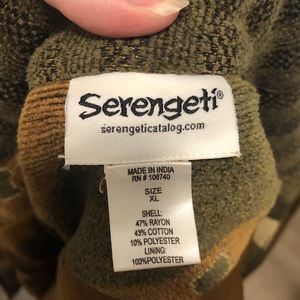 Serengeti®
serengeticatalog.com
MADE IN INDIA
RN # 106740
SIZE
XL
SHELL:
47% RAYON
43% COTTON
10% POLYESTER
LINING:
100%POLYESTER